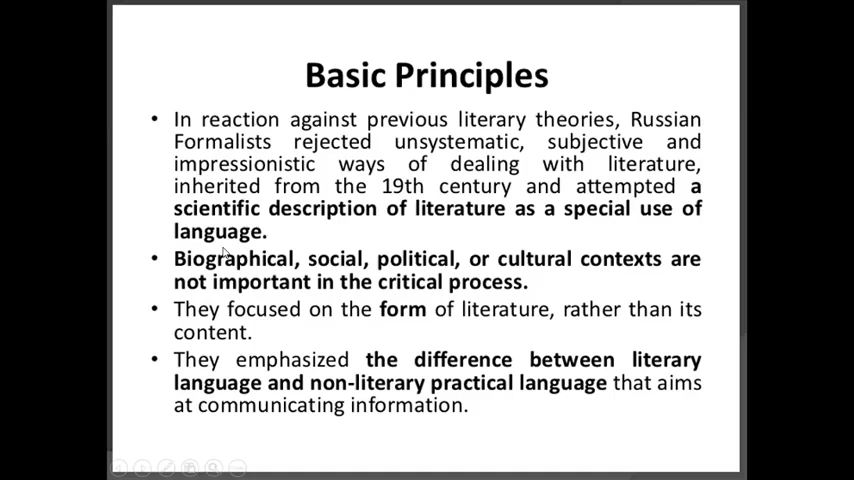 Basic Principles
• In reaction against previous literary theories, Russian
Formalists rejected unsystematic, subjective and
impressionistic ways of dealing with literature,
inherited from the 19th century and attempted a
scientific description of literature as a special use of
language.
• Biographical, social, political, or cultural contexts are
not important in the critical process.
• They focused on the form of literature, rather than its
content.
• They emphasized the difference between literary
language and non-literary practical language that aims
at communicating information.